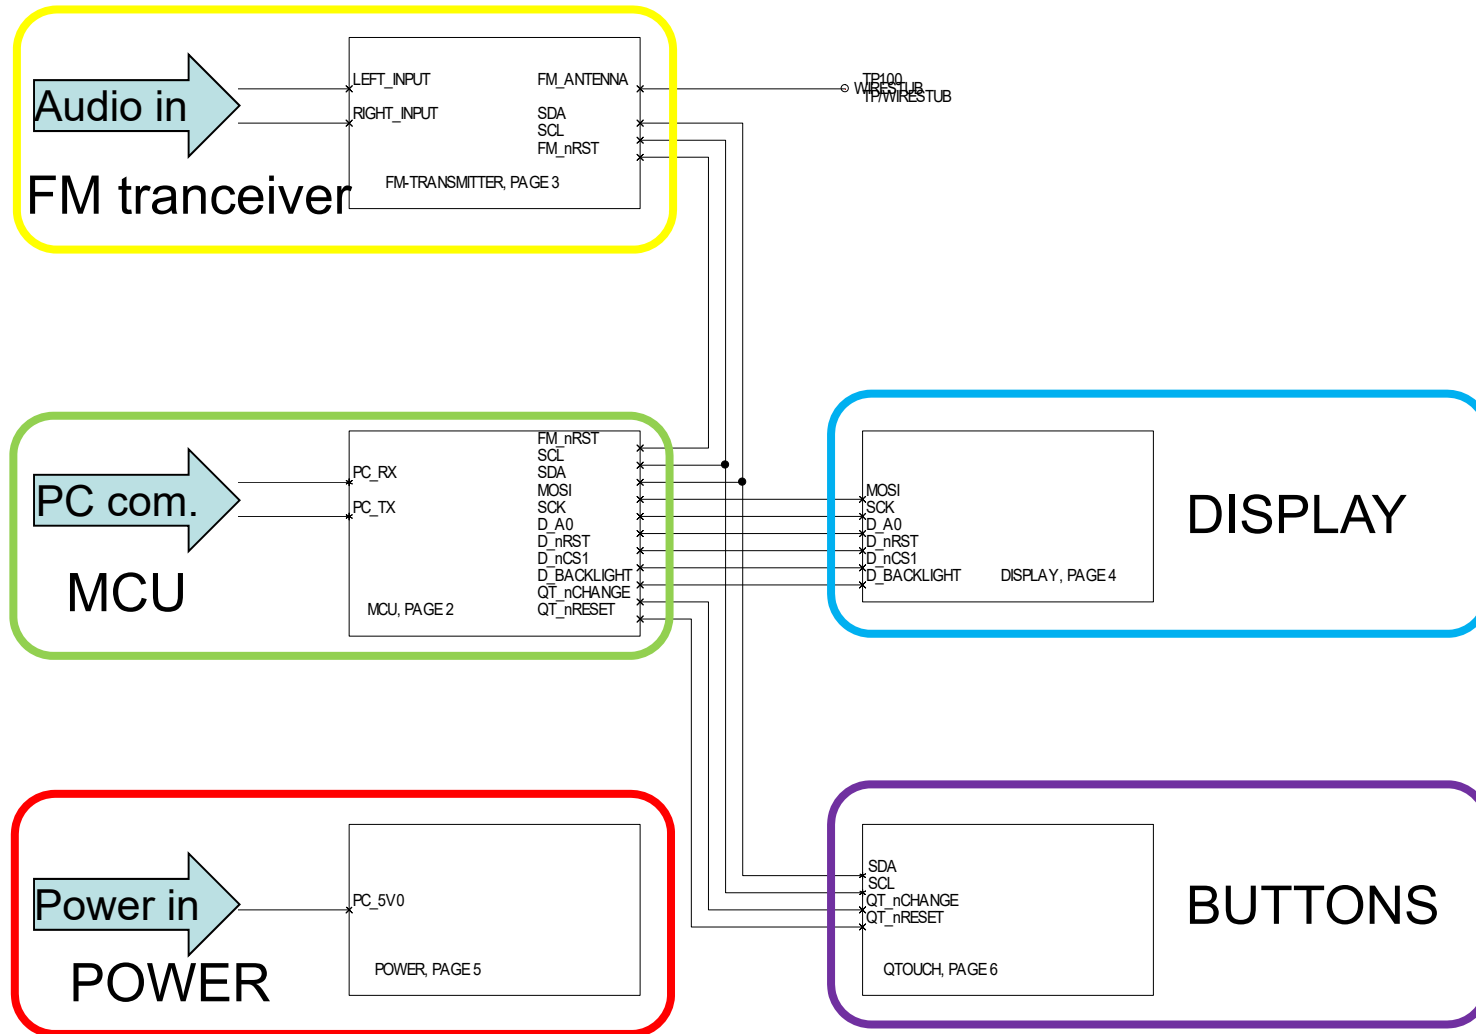 Audio in
LEFT_INPUT
RIGHT_INPUT
FM_ANTENNA
SDA
SCL
FM_nRST
FM-TRANSMITTER, PAGE 3
FM tranceiver
TP100
WIRESTUB
TP/WIRESTUB
PC com.
PC_RX
PC_TX
FM_nRST
SCL
SDA
MOSI
SCK
D_A0
D_nRST
D_nCS1
D_BACKLIGHT
QT_nCHANGE
QT_nRESET
MCU, PAGE 2
MCU
MOSI
SCK
D_A0
D_nRST
D_nCS1
D_BACKLIGHT
DISPLAY, PAGE 4
DISPLAY
Power in
PC_5V0
POWER, PAGE 5
POWER
SDA
SCL
QT_nCHANGE
QT_nRESET
QTOUCH, PAGE 6
BUTTONS